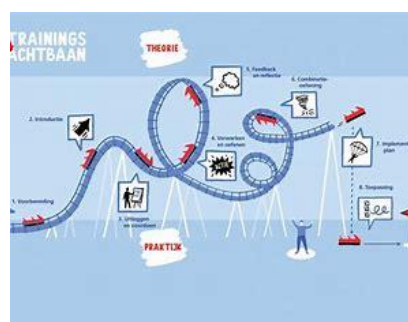 TRAININGS
ACHTBAAN
THEORIE
5. Feedback
en reflectie
6. Combinatie-
oefening
2. Introductie
4. Verwerken
en oefenen
7. Implement
plan
8. Toepassing
1. Voorbereiding
3. Uitleggen
en voordoen
PRAKTIJK